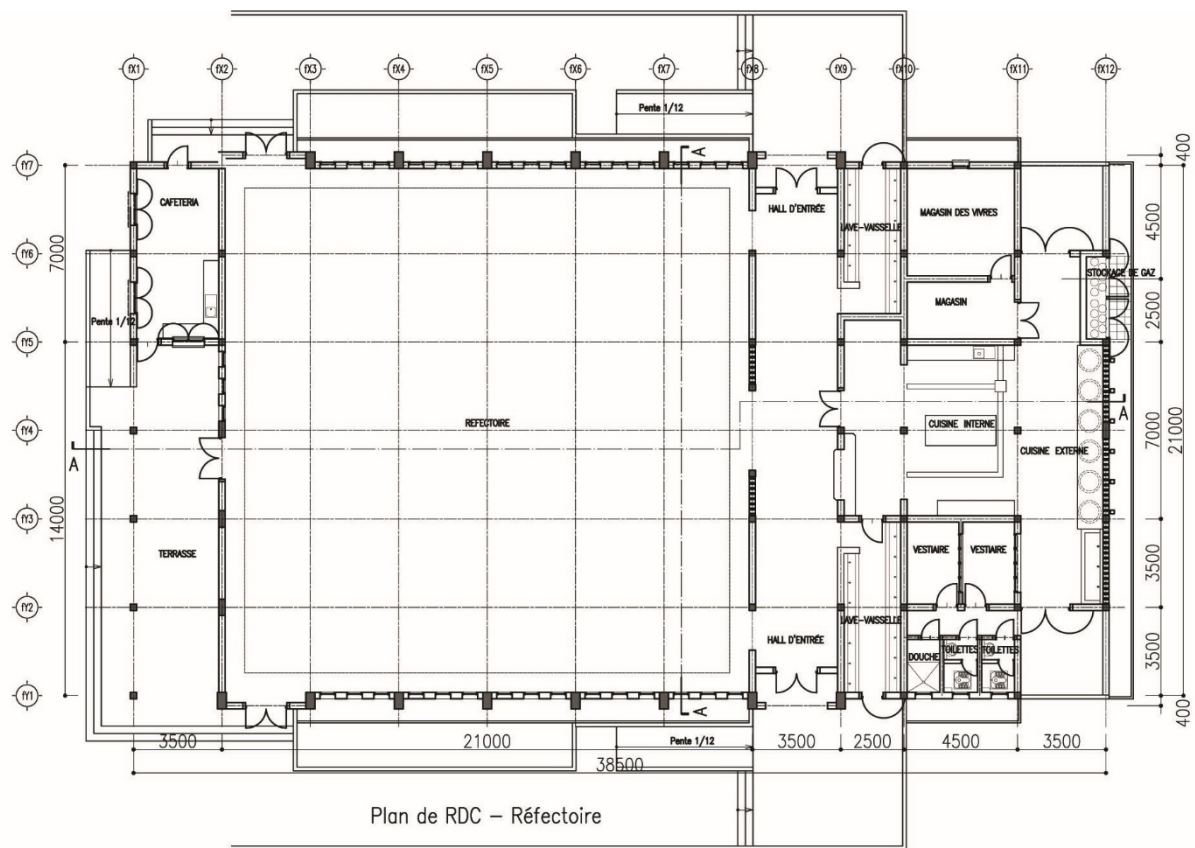 fX1 fX2 fX3 fX4 fX5 fX6 fX7 fX8 fX9 fX10 fX11 fX12
Pente 1/12
A
fY7
400
CAFETERIA
HALL D'ENTRÉE
LAVE-VAISSELLE
MAGASIN DES VIVRES
4500
7000
fY6
STOCKAGE DE GAZ
MAGASIN
2500
Pente 1/12
fY5
A
REFECTOIRE
CUISINE INTERNE
7000
21000
fY4
CUISINE EXTERNE
A
fY3
14000
TERRASSE
VESTIAIRE
VESTIAIRE
3500
fY2
LAVE-VAISSELLE
HALL D'ENTRÉE
DOUCHE
TOILETTES
TOILETTES
3500
fY1
A
400
3500 21000 Pente 1/12 3500 2500 4500 3500
38500
Plan de RDC – Réfectoire